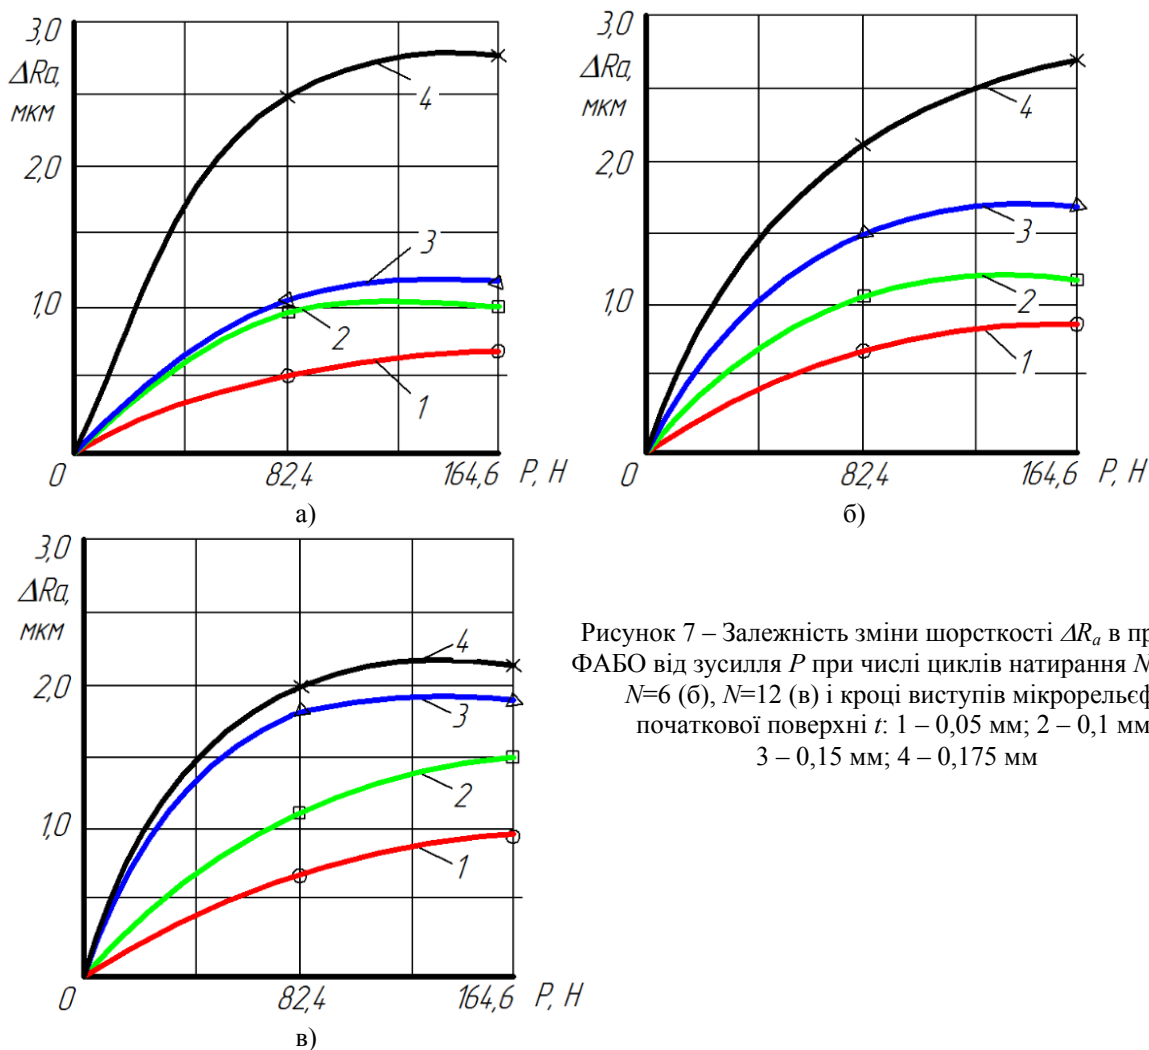 3,0
ΔRa,
мкм
2,0
1,0
0
82,4
164,6
P, Н
4
3
2
1
а)
3,0
ΔRa,
мкм
2,0
1,0
0
82,4
164,6
P, Н
4
3
2
1
б)
3,0
ΔRa,
мкм
2,0
1,0
0
82,4
164,6
P, Н
4
3
2
1
в)
Рисунок 7 – Залежність зміни шорсткості ΔRa в пр
ФАБО від зусилля P при числі циклів натирання N
N=6 (б), N=12 (в) і кроці виступів мікрорельєф
початкової поверхні t: 1 – 0,05 мм; 2 – 0,1 мм
3 – 0,15 мм; 4 – 0,175 мм